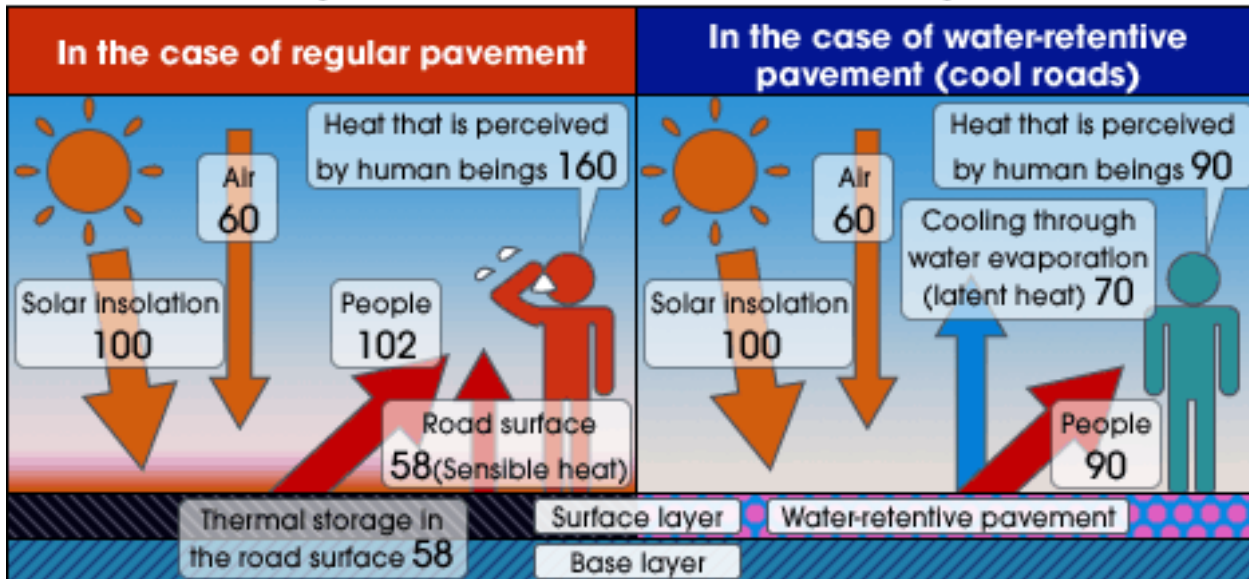 In the case of regular pavement
In the case of water-retentive
pavement (cool roads)
Heat that is perceived
by human beings 160
Air
60
Solar insolation
100
People
102
Road surface
58(Sensible heat)
Heat that is perceived
by human beings 90
Air
60
Cooling through
water evaporation
(latent heat) 70
Solar insolation
100
People
90
Thermal storage in
the road surface 58
Surface layer
Water-retentive pavement
Base layer